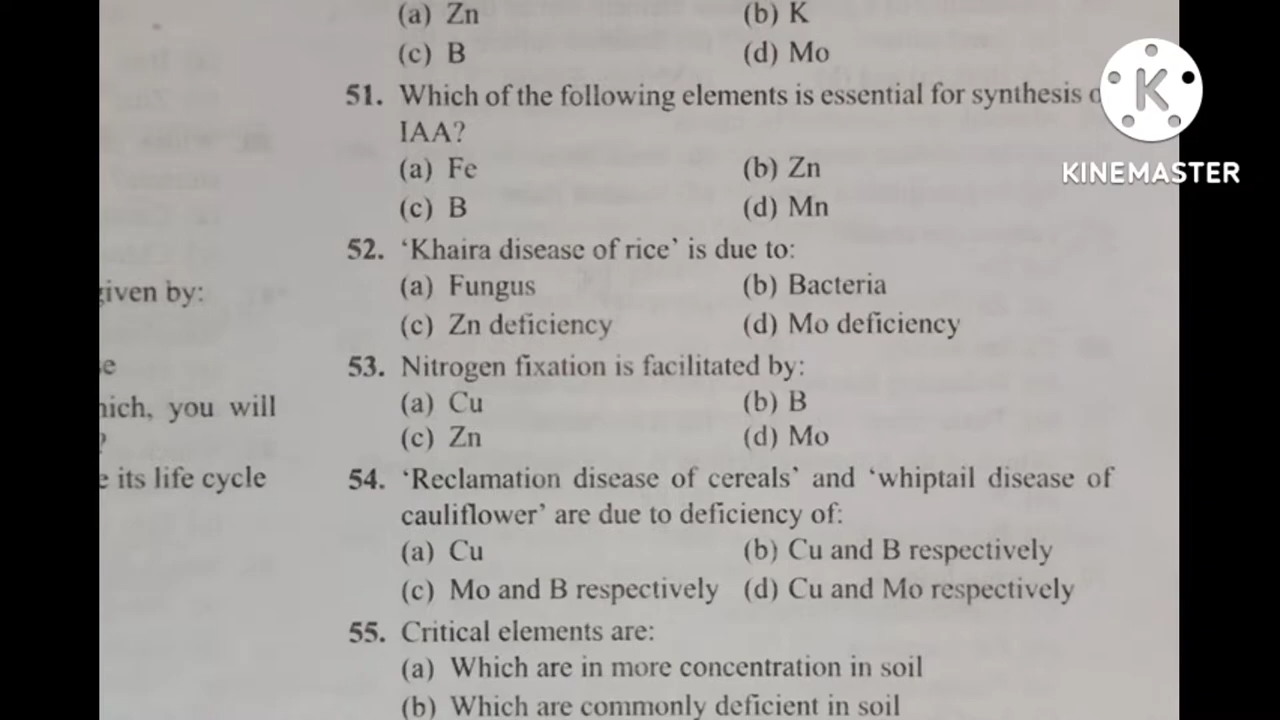 (a) Zn (b) K
(c) B (d) Mo
51. Which of the following elements is essential for synthesis
IAA?
(a) Fe (b) Zn
(c) B (d) Mn
52. ‘Khaira disease of rice’ is due to:
(a) Fungus (b) Bacteria
(c) Zn deficiency (d) Mo deficiency
53. Nitrogen fixation is facilitated by:
(a) Cu (b) B
(c) Zn (d) Mo
54. ‘Reclamation disease of cereals’ and ‘whiptail disease of
cauliflower’ are due to deficiency of:
(a) Cu (b) Cu and B respectively
(c) Mo and B respectively (d) Cu and Mo respectively
55. Critical elements are:
(a) Which are in more concentration in soil
(b) Which are commonly deficient in soil
given by:
you will
?
its life cycle
K
KINEMASTER